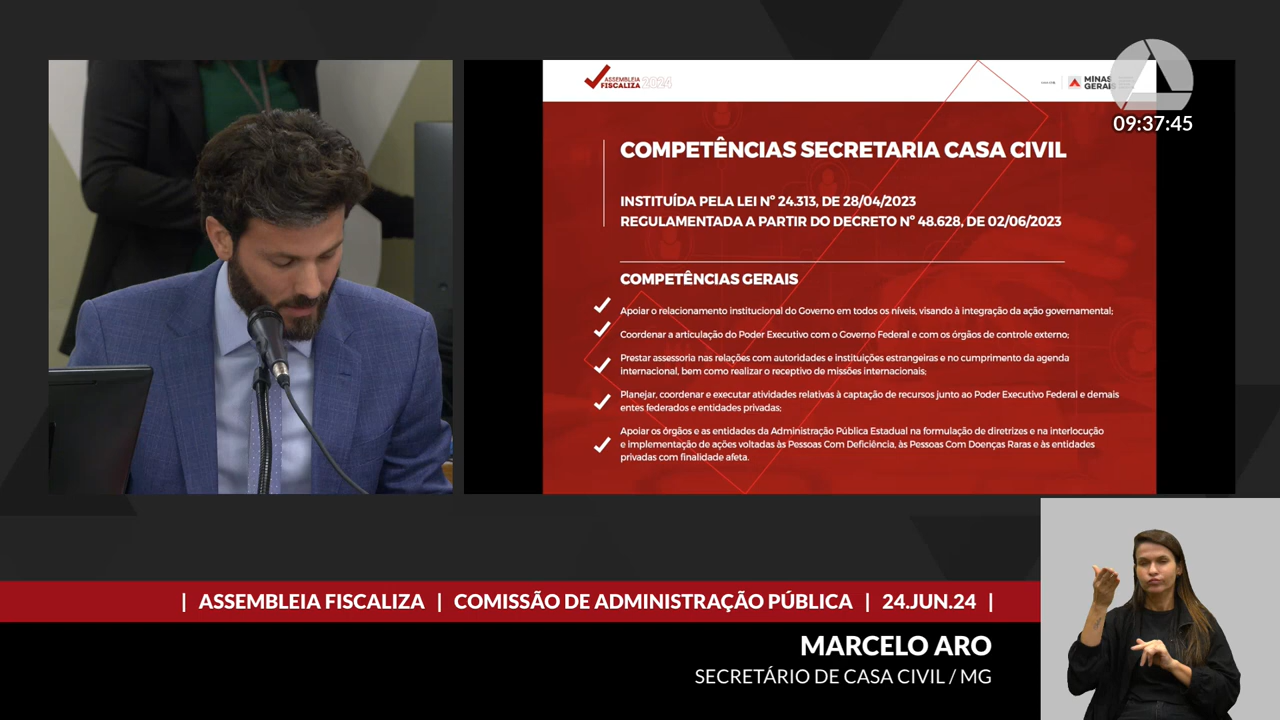 ASSEMBLEIA
FISCALIZA 2024
MINAS
GERAIS
09:37:45
COMPETÊNCIAS SECRETARIA CASA CIVIL
INSTITUÍDA PELA LEI Nº 24.313, DE 28/04/2023
REGULAMENTADA A PARTIR DO DECRETO Nº 48.628, DE 02/06/2023
COMPETÊNCIAS GERAIS
Apoiar o relacionamento institucional do Governo em todos os níveis, visando à integração da ação governamental;
Coordenar a articulação do Poder Executivo com o Governo Federal e com os órgãos de controle externo;
Prestar assessoria nas relações com autoridades e instituições estrangeiras e no cumprimento da agenda
internacional, bem como realizar o receptivo de missões internacionais;
Planejar, coordenar e executar atividades relativas à captação de recursos junto ao Poder Executivo Federal e demais
entes federados e entidades privadas;
Apoiar os órgãos e as entidades da Administração Pública Estadual na formulação de diretrizes e na interlocução
e implementação de ações voltadas às Pessoas Com Deficiência, às Pessoas Com Doenças Raras e às entidades
privadas com finalidade afeta.
| ASSEMBLEIA FISCALIZA | COMISSÃO DE ADMINISTRAÇÃO PÚBLICA | 24.JUN.24 |
MARCELO ARO
SECRETÁRIO DE CASA CIVIL / MG